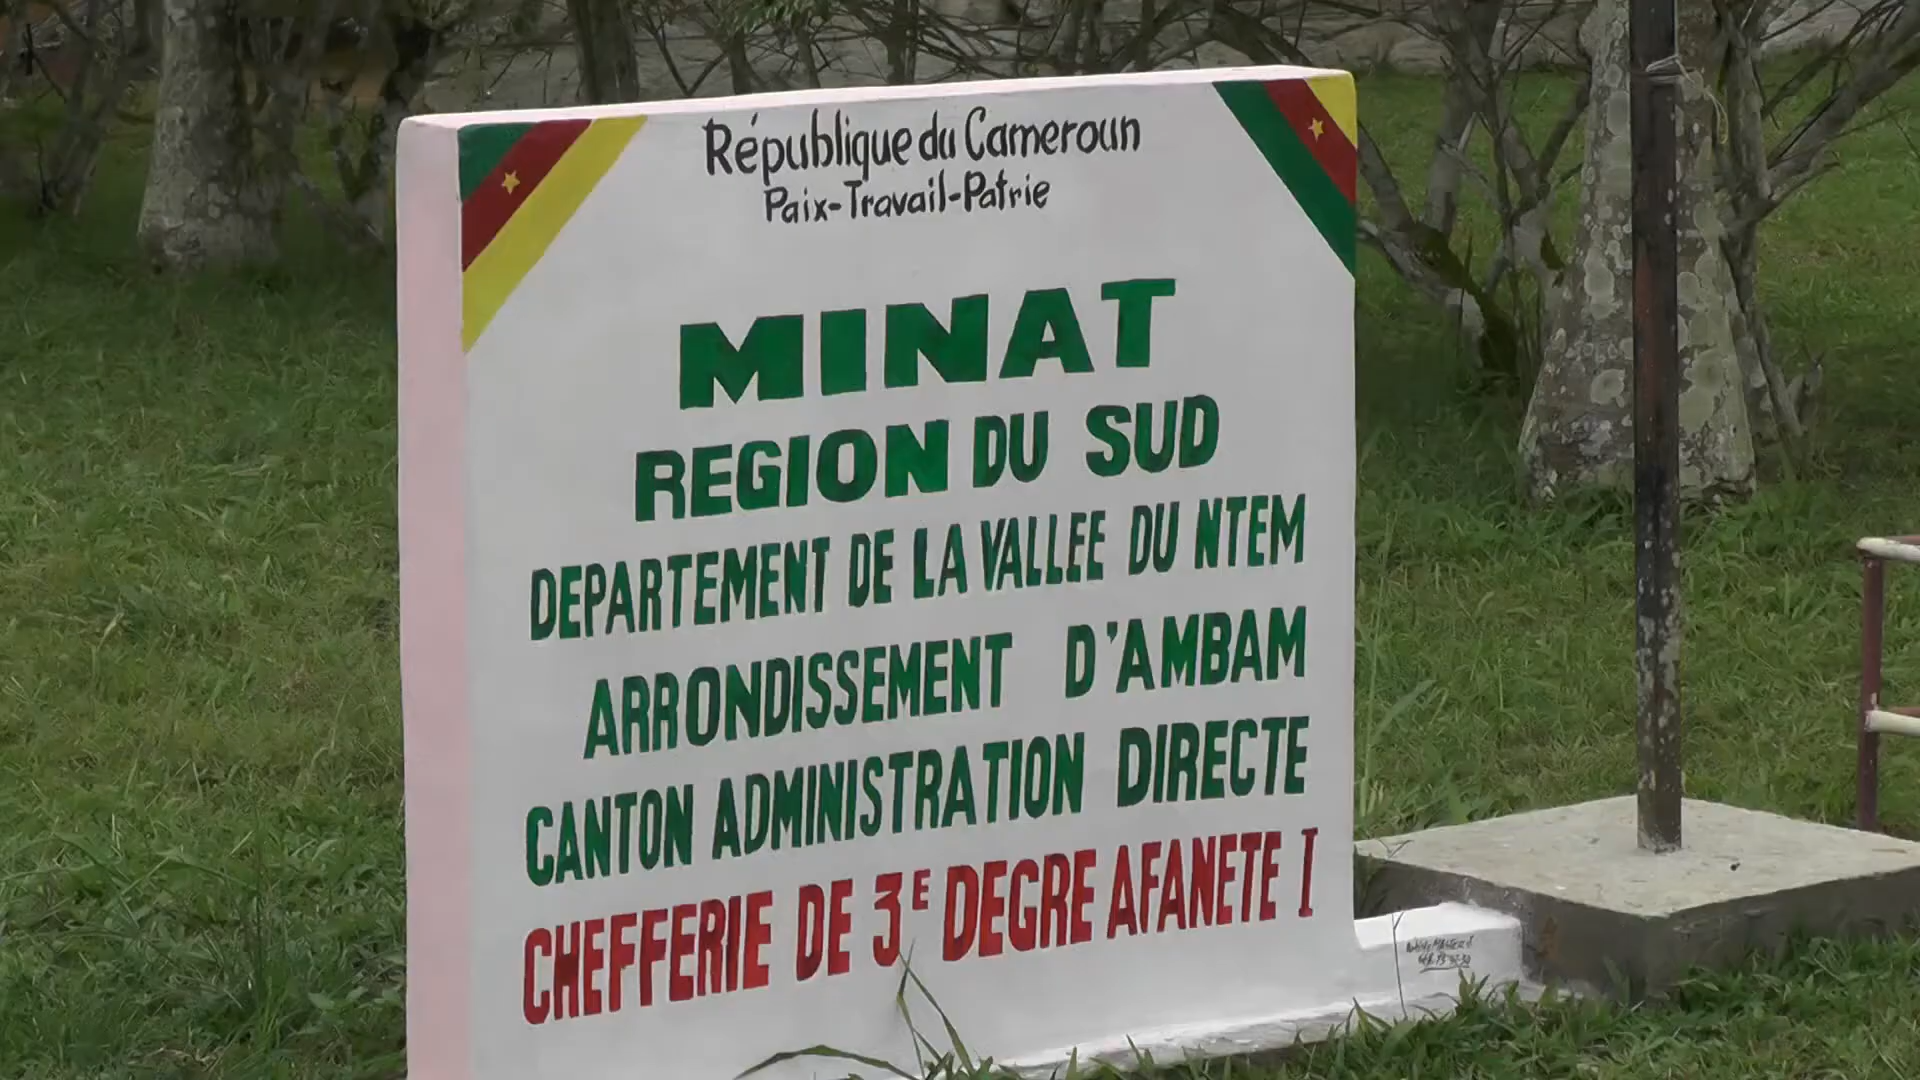 République du Cameroun
Paix-Travail-Patrie
MINAT
REGION DU SUD
DEPARTEMENT DE LA VALLEE DU NTEM
ARRONDISSEMENT D'AMBAM
CANTON ADMINISTRATION DIRECTE
CHEFFERIE DE 3E DEGRE AFANETE I